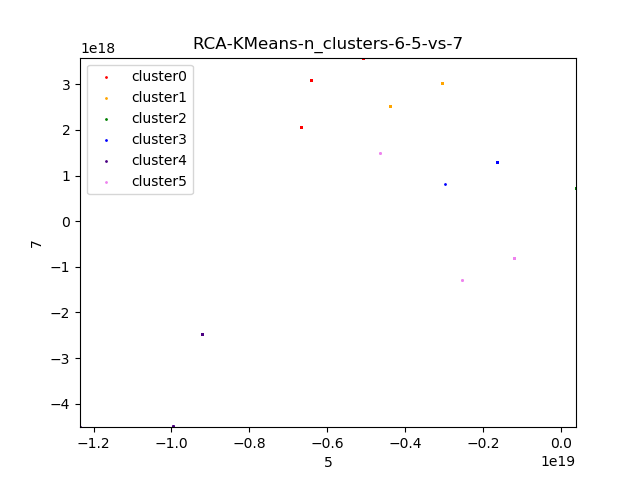 RCA-KMeans-n_clusters-6-5-vs-7
1e18
cluster0
cluster1
cluster2
cluster3
cluster4
cluster5
3
2
1
0
−1
−2
−3
−4
7
−1.2
−1.0
−0.8
−0.6
−0.4
−0.2
0.0
5
1e19